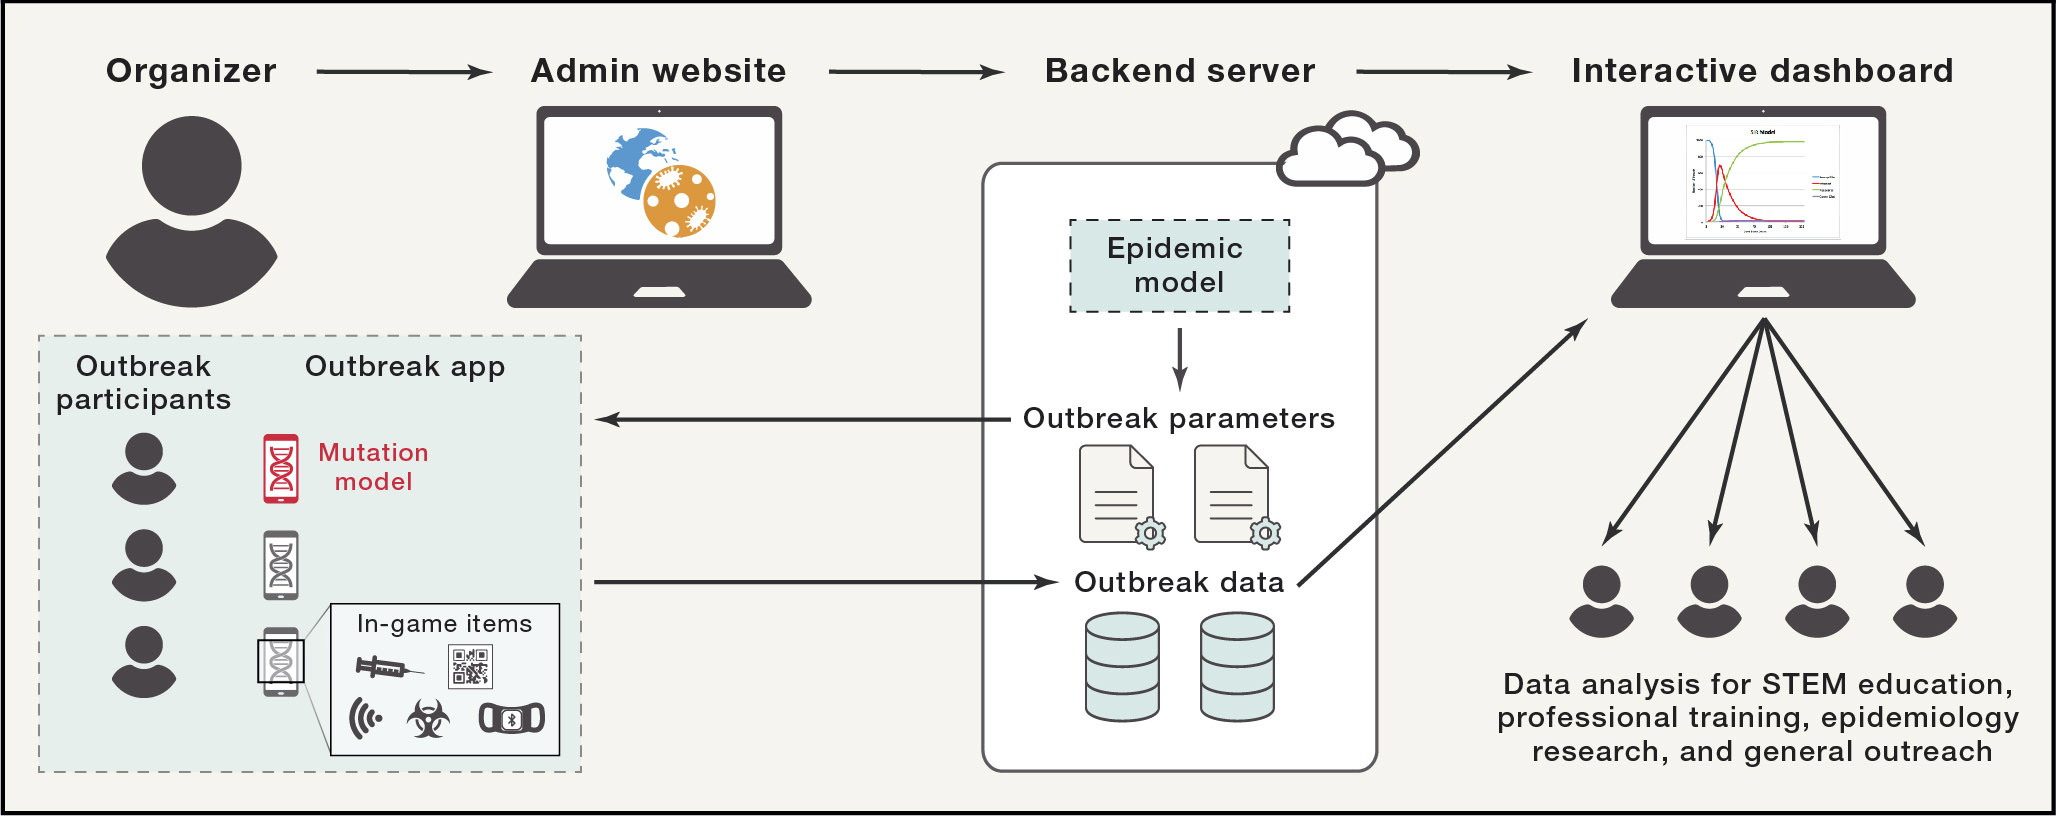 Organizer
Admin website
Backend server
Interactive dashboard
SIR Model
Epidemic
model
Outbreak
participants
Outbreak app
Mutation
model
In-game items
Outbreak parameters
Outbreak data
Data analysis for STEM education,
professional training, epidemiology
research, and general outreach